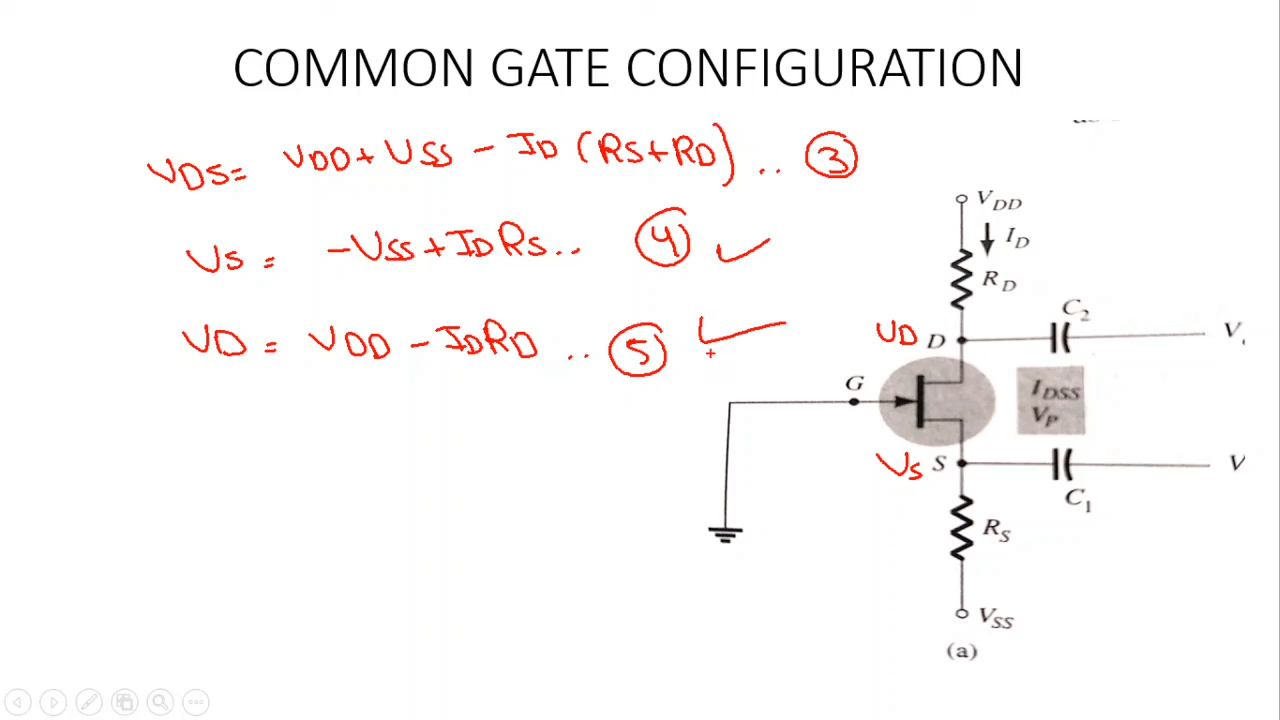 COMMON GATE CONFIGURATION
VDS = VDD + VSS - ID (RS+RD) .. 3
VS = -VSS + IDRS .. 4 ✓
VD = VDD - IDRD .. 5 ✓
VDD
ID
RD
C2
VD D
G
IDSS
VP
VS S
C1
RS
VSS
(a)